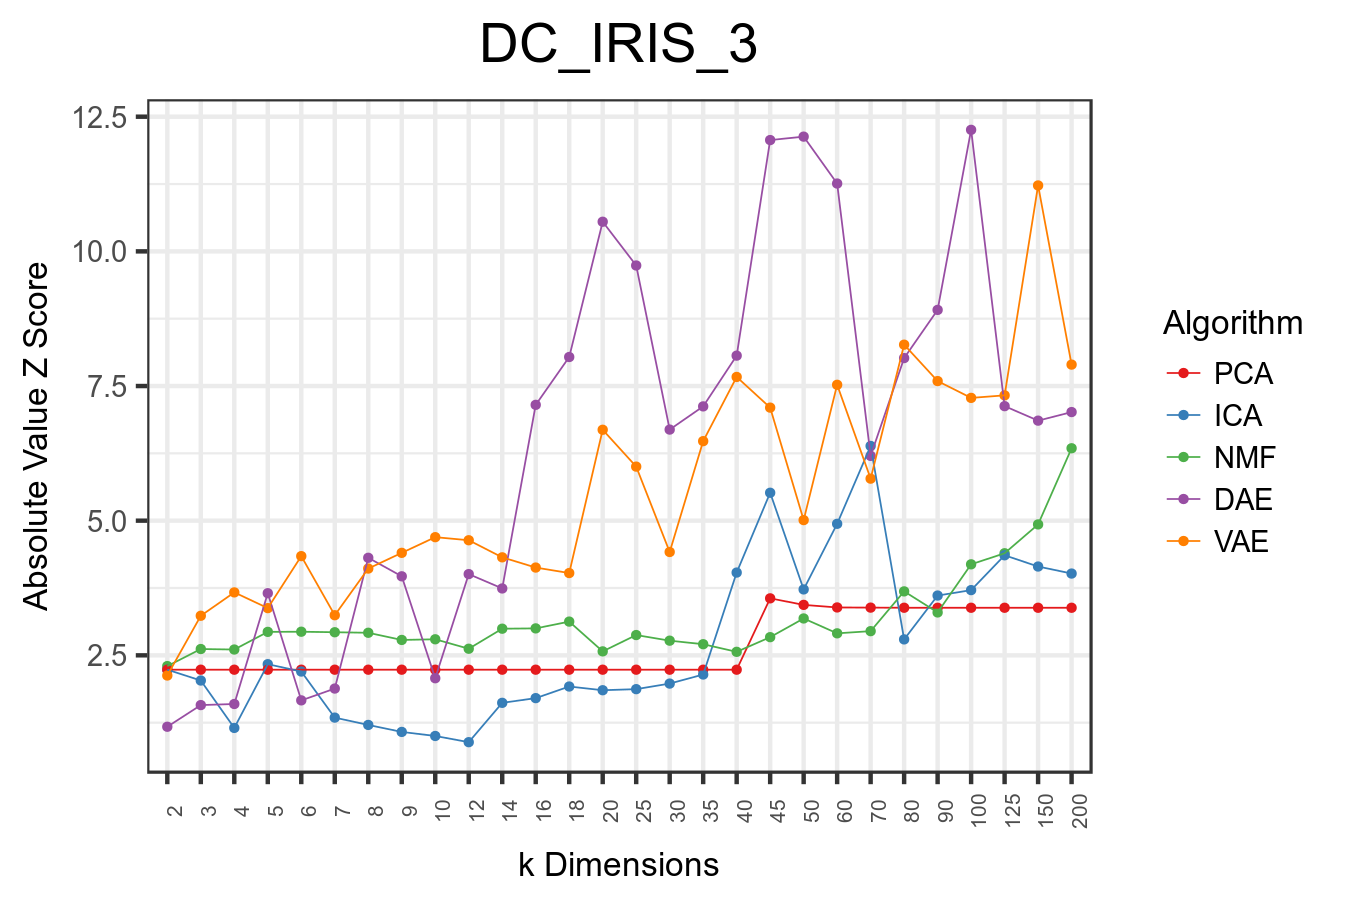 DC_IRIS_3
Absolute Value Z Score
12.5
10.0
7.5
5.0
2.5
2 3 4 5 6 7 8 9 10 12 14 16 18 20 25 30 35 40 45 50 60 70 80 90 100 125 150 200
k Dimensions
Algorithm
PCA
ICA
NMF
DAE
VAE